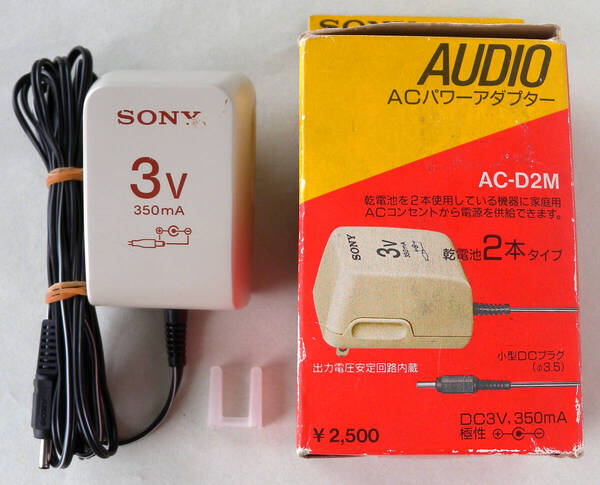 SONY
3V
350mA
SONY
AUDIO
ACパワーアダプター
AC-D2M
乾電池を2本使用している機器に家庭用
ACコンセントから電源を供給できます。
乾電池2本タイプ
SONY
3V
350mA
出力電圧安定回路内蔵
小型DCプラグ
(φ3.5)
DC3V, 350mA
極性
¥2,500